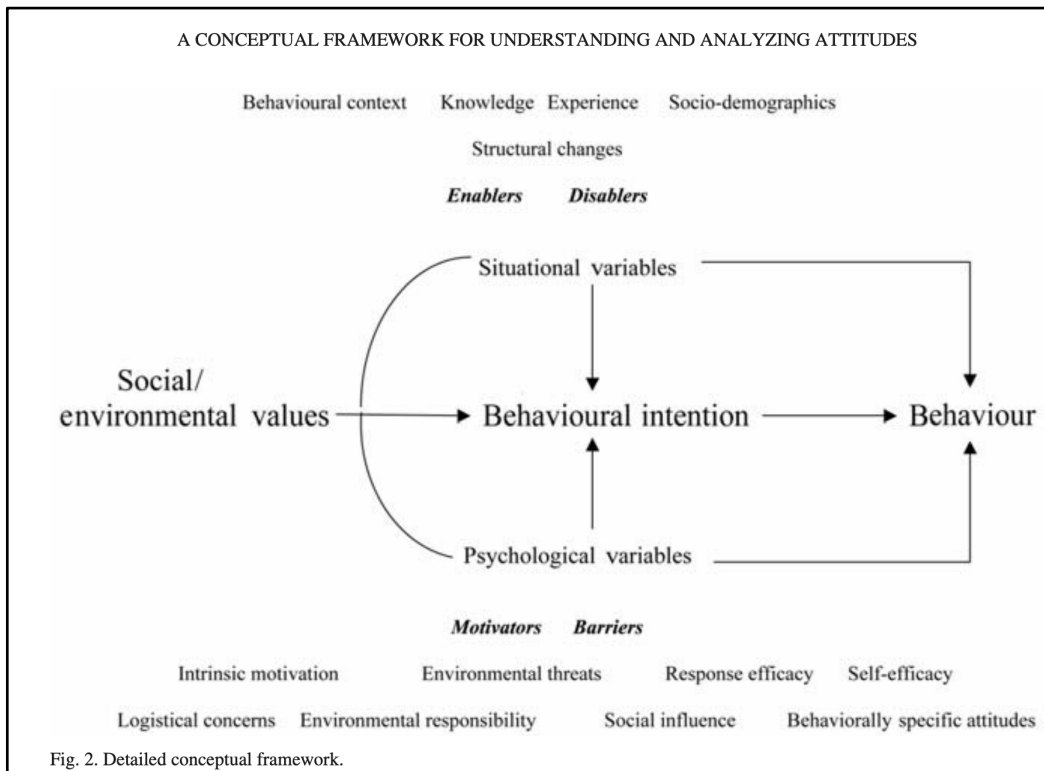 A CONCEPTUAL FRAMEWORK FOR UNDERSTANDING AND ANALYZING ATTITUDES
Behavioural context Knowledge Experience Socio-demographics
Structural changes
Enablers Disablers
Situational variables
Social/
environmental values Behavioural intention Behaviour
Psychological variables
Motivators Barriers
Intrinsic motivation Environmental threats Response efficacy Self-efficacy
Logistical concerns Environmental responsibility Social influence Behaviorally specific attitudes
Fig. 2. Detailed conceptual framework.